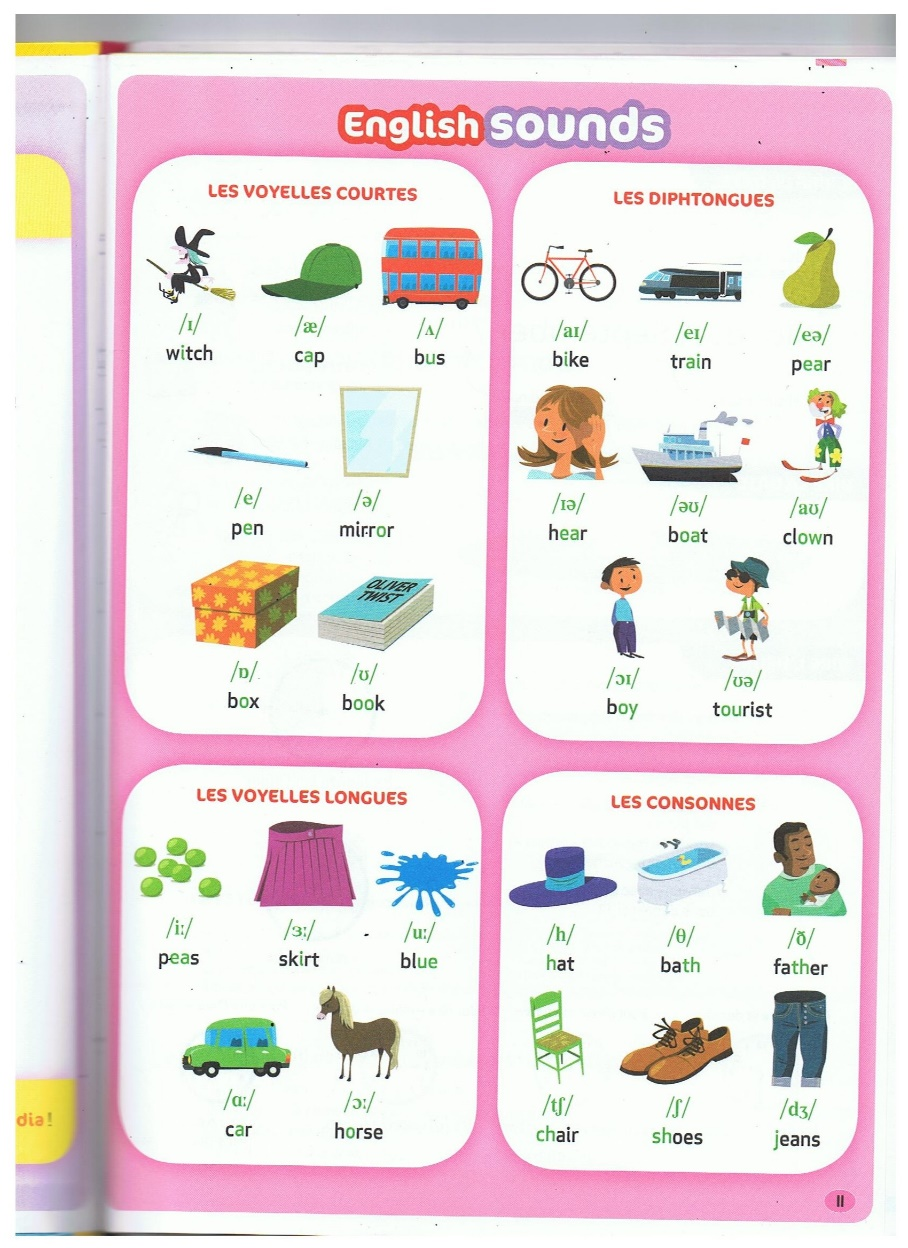 English sounds
LES VOYELLES COURTES
/ɪ/ /æ/ /ʌ/
witch cap bus
/e/ /ə/
pen mirror
OLIVER
TWIST
/ɒ/ /ʊ/
box book
LES DIPHTONGUES
/aɪ/ /eɪ/ /eə/
bike train pear
/ɪə/ /əʊ/ /aʊ/
hear boat clown
/ɔɪ/ /ʊə/
boy tourist
LES VOYELLES LONGUES
/iː/ /ɜː/ /uː/
peas skirt blue
/ɑː/ /ɔː/
car horse
LES CONSONNES
/h/ /θ/ /ð/
hat bath father
/tʃ/ /ʃ/ /dʒ/
chair shoes jeans
dia !
II